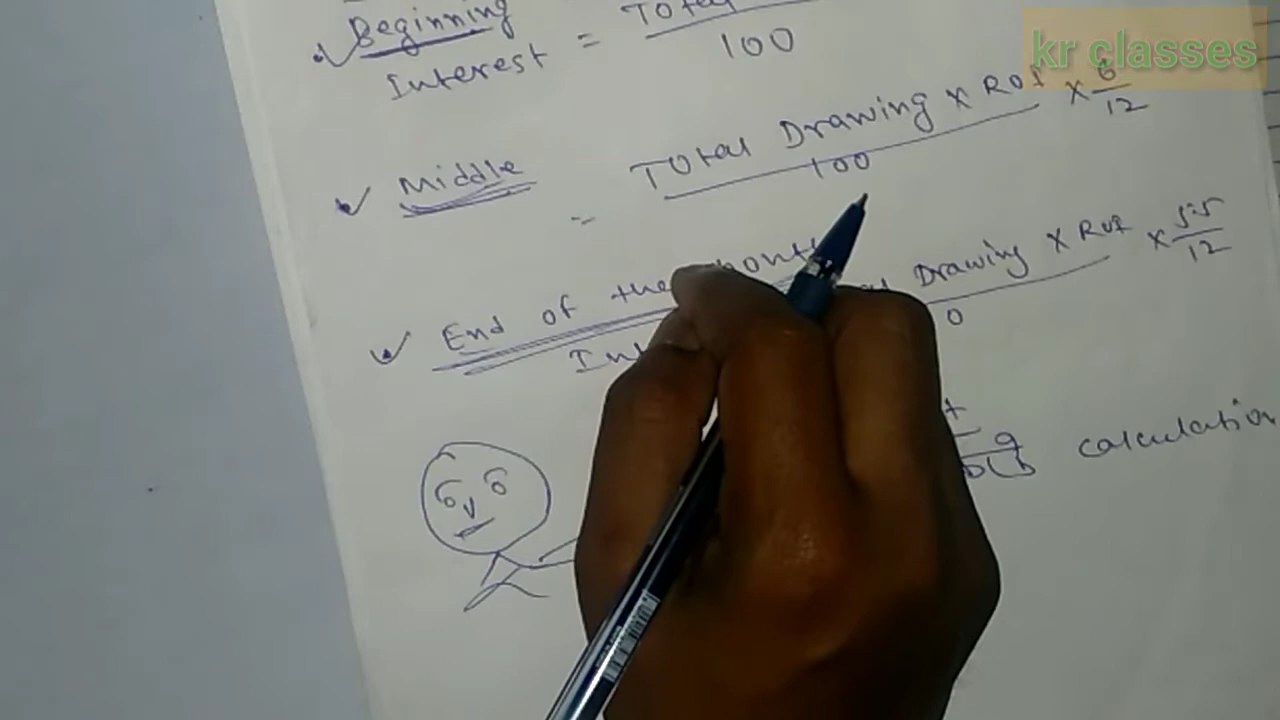 kr classes
Beginning
Interest = Total
100
Middle
= Total Drawing x ROI x 6
100 12
End of the
Drawing x ROI x 5.5
12
calculation